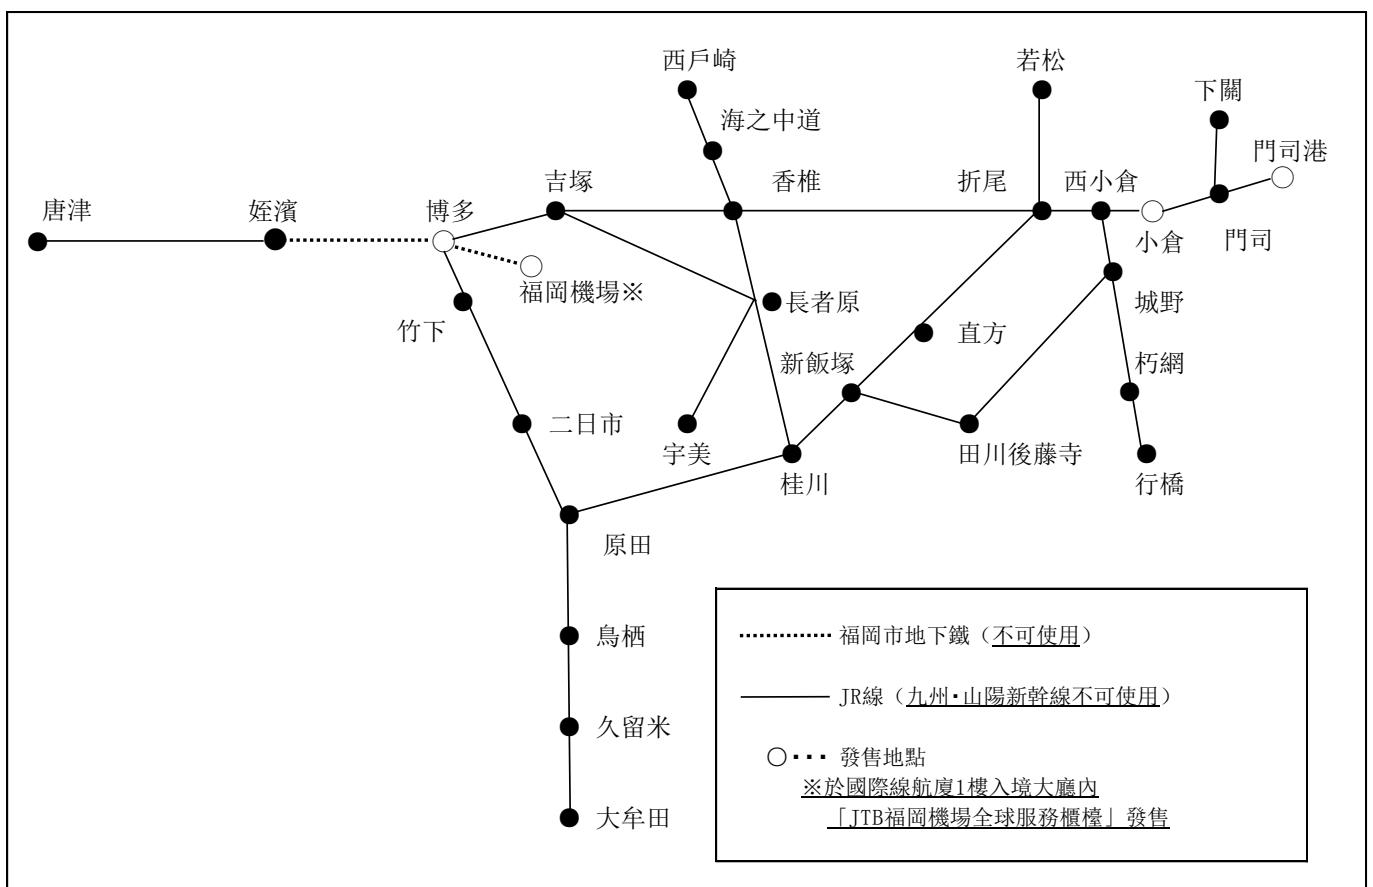 西戶崎
若松
下關
海之中道
門司港
吉塚
香椎
折尾
西小倉
唐津
姪濱
博多
小倉
門司
福岡機場※
長者原
城野
竹下
直方
新飯塚
朽網
二日市
宇美
田川後藤寺
桂川
行橋
原田
鳥栖
久留米
大牟田
福岡市地下鐵（不可使用）
JR線（九州・山陽新幹線不可使用）
○・・・ 發售地點
※於國際線航廈1樓入境大廳內
「JTB福岡機場全球服務櫃檯」發售